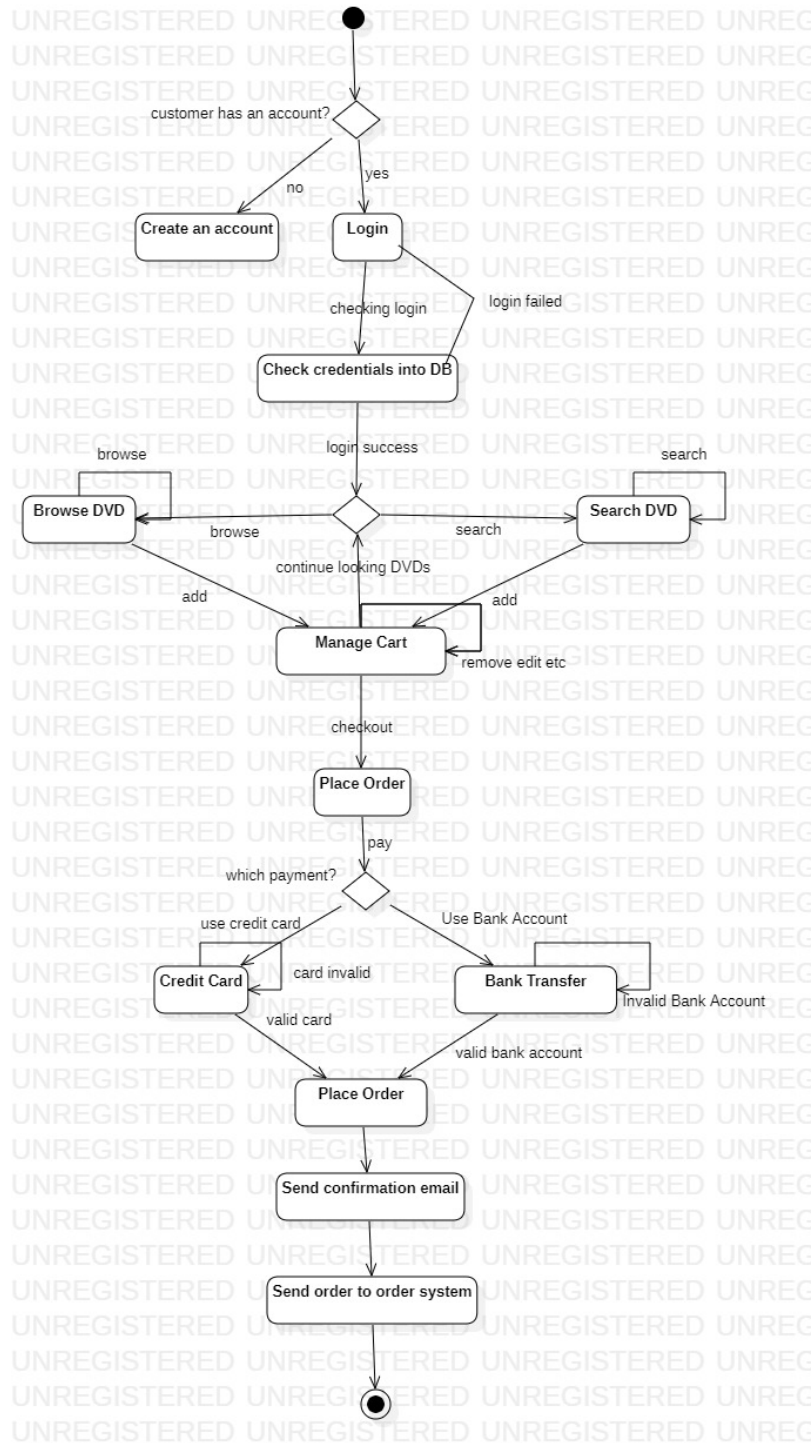 customer has an account?
no
yes
Create an account
Login
checking login
login failed
Check credentials into DB
login success
browse
search
Browse DVD
Search DVD
browse
search
continue looking DVDs
add
add
Manage Cart
remove edit etc
checkout
Place Order
pay
which payment?
use credit card
Use Bank Account
Credit Card
card invalid
Bank Transfer
Invalid Bank Account
valid card
valid bank account
Place Order
Send confirmation email
Send order to order system
UNREGISTERED